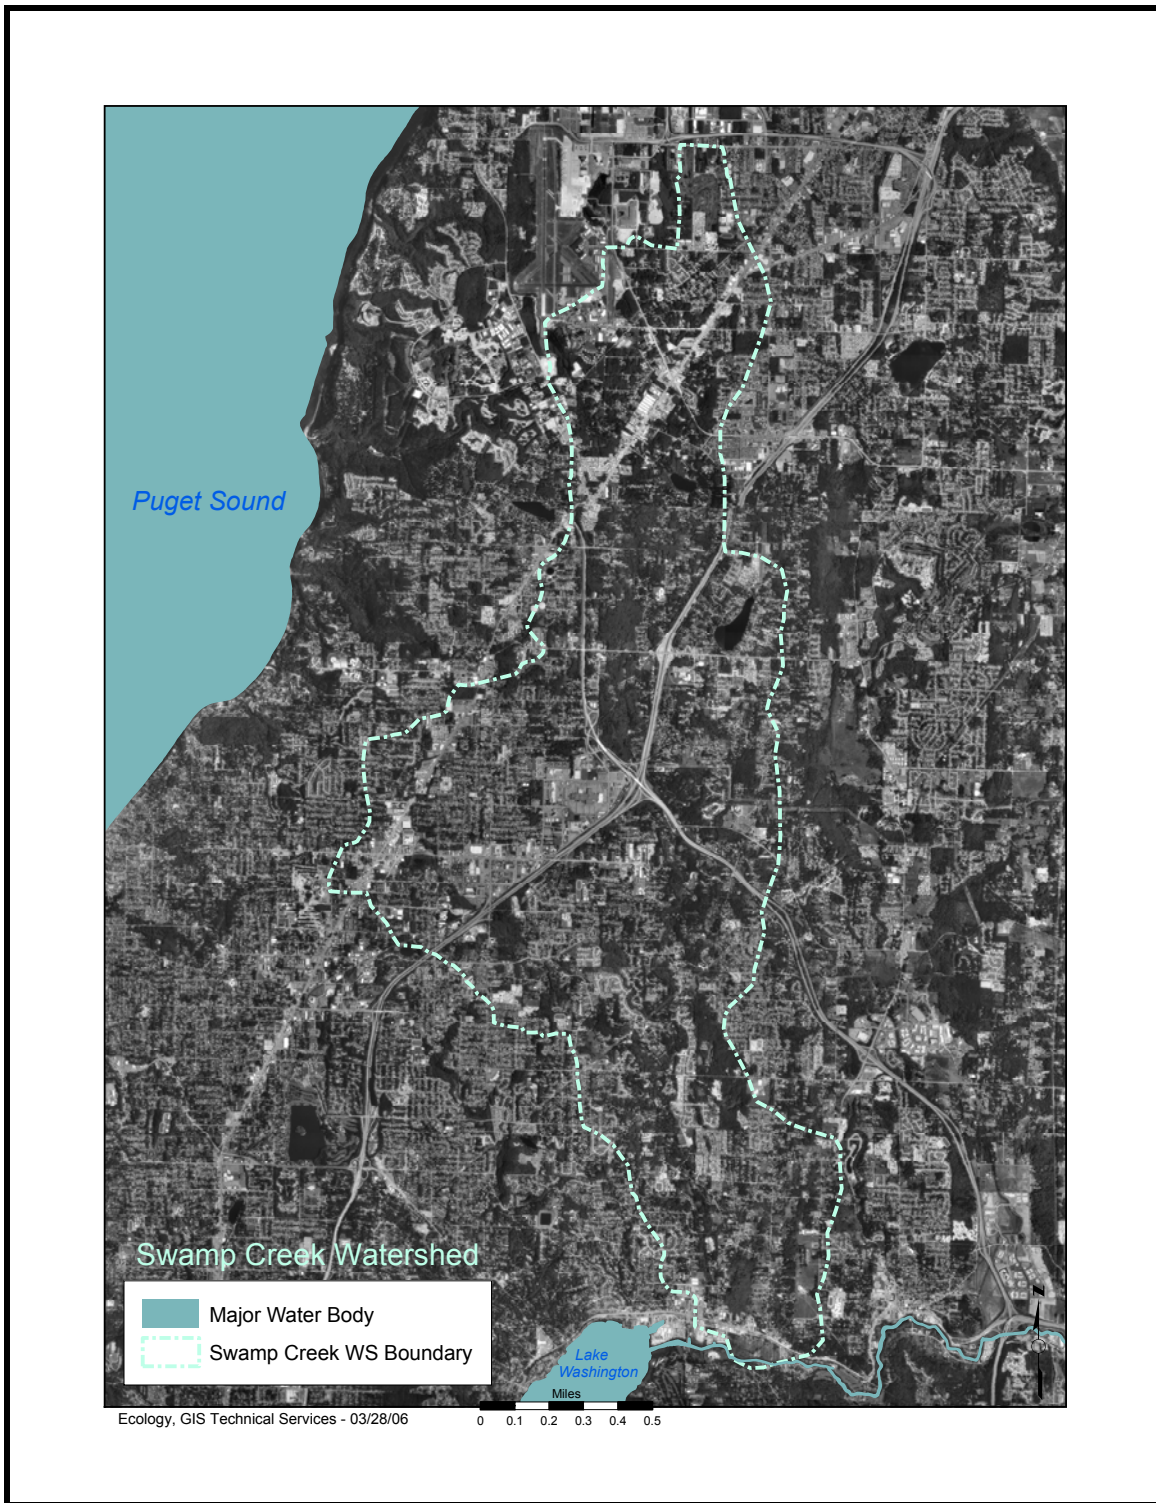 Puget Sound
Swamp Creek Watershed
Major Water Body
Swamp Creek WS Boundary
Lake
Washington
N
Miles
0 0.1 0.2 0.3 0.4 0.5
Ecology, GIS Technical Services - 03/28/06